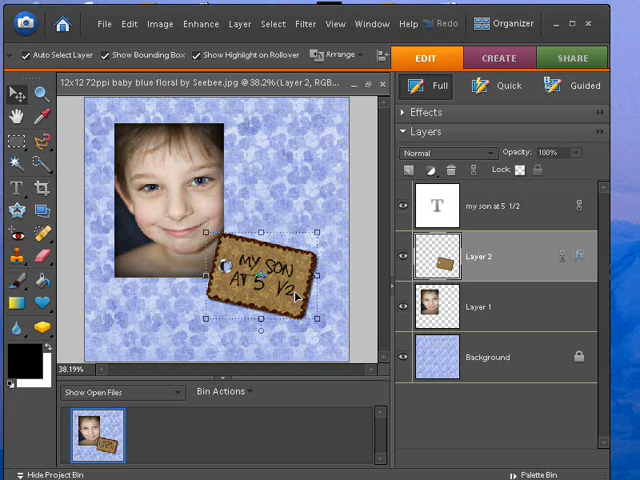 File Edit Image Enhance Layer Select Filter View Window Help Redo Organizer
Auto Select Layer Show Bounding Box Show Highlight on Rollover Arrange
EDIT CREATE SHARE
12x12 72ppi baby blue floral by Seebee.jpg @ 38.2%(Layer 2, RGB...
Full Quick Guided
Effects
Layers
Normal Opacity: 100%
Lock:
T my son at 5 1/2
MY SON
AT 5 1/2
Layer 2
Layer 1
Background
38.19%
Show Open Files Bin Actions
Hide Project Bin Palette Bin